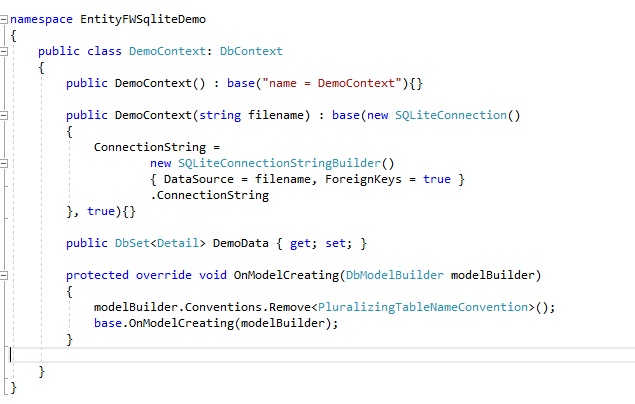 namespace EntityFWSqliteDemo
{
    public class DemoContext: DbContext
    {
        public DemoContext() : base("name = DemoContext"){}

        public DemoContext(string filename) : base(new SQLiteConnection()
        {
            ConnectionString =
                    new SQLiteConnectionStringBuilder()
                    { DataSource = filename, ForeignKeys = true }
                    .ConnectionString
        }, true){}

        public DbSet<Detail> DemoData { get; set; }

        protected override void OnModelCreating(DbModelBuilder modelBuilder)
        {
            modelBuilder.Conventions.Remove<PluralizingTableNameConvention>();
            base.OnModelCreating(modelBuilder);
        }

    }
}